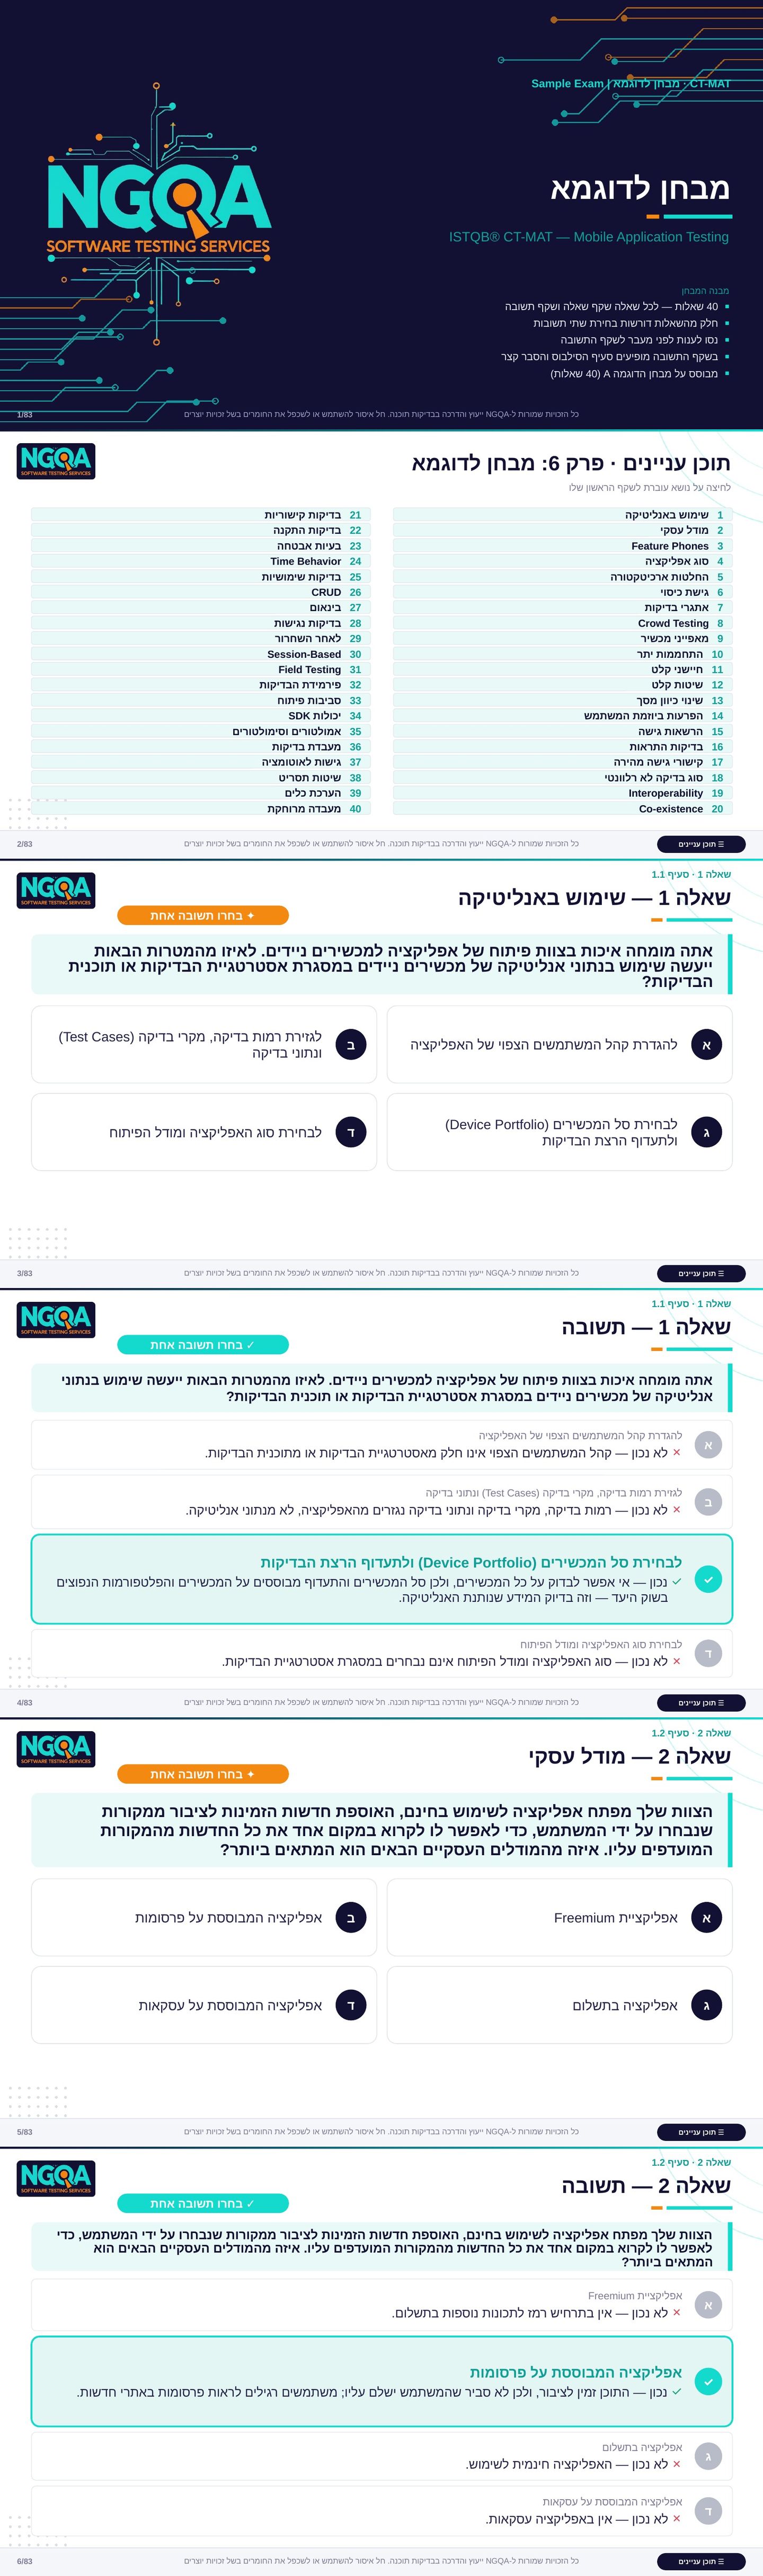 CT-MAT · מבחן לדוגמא | Sample Exam
NGQA
SOFTWARE TESTING SERVICES
מבחן לדוגמא
ISTQB® CT-MAT — Mobile Application Testing
מבנה המבחן
▪ 40 שאלות — לכל שאלה שקף שאלה ושקף תשובה
▪ חלק מהשאלות דורשות בחירת שתי תשובות
▪ נסו לענות לפני מעבר לשקף התשובה
▪ בשקף התשובה מופיעים סעיף הסילבוס והסבר קצר
▪ מבוסס על מבחן הדוגמה A (40 שאלות)
כל הזכויות שמורות ל-NGQA ייעוץ והדרכה בבדיקות תוכנה. חל איסור להשתמש או לשכפל את החומרים בשל זכויות יוצרים
1/83
NGQA
SOFTWARE TESTING SERVICES
תוכן עניינים · פרק 6: מבחן לדוגמא
לחיצה על נושא עוברת לשקף הראשון שלו
1 שימוש באנליטיקה
2 מודל עסקי
3 Feature Phones
4 סוג אפליקציה
5 החלטות ארכיטקטורה
6 גישת כיסוי
7 אתגרי בדיקות
8 Crowd Testing
9 מאפייני מכשיר
10 התחממות יתר
11 חיישני קלט
12 שיטות קלט
13 שינוי כיוון מסך
14 הפרעות ביוזמת המשתמש
15 הרשאות גישה
16 בדיקות התראות
17 קישורי גישה מהירה
18 סוג בדיקה לא רלוונטי
19 Interoperability
20 Co-existence
21 בדיקות קישוריות
22 בדיקות התקנה
23 בעיות אבטחה
24 Time Behavior
25 בדיקות שימושיות
26 CRUD
27 בינאום
28 בדיקות נגישות
29 לאחר השחרור
30 Session-Based
31 Field Testing
32 פירמידת הבדיקות
33 סביבות פיתוח
34 יכולות SDK
35 אמולטורים וסימולטורים
36 מעבדת בדיקות
37 גישות לאוטומציה
38 שיטות תסריט
39 הערכת כלים
40 מעבדה מרוחקת
☰ תוכן עניינים
כל הזכויות שמורות ל-NGQA ייעוץ והדרכה בבדיקות תוכנה. חל איסור להשתמש או לשכפל את החומרים בשל זכויות יוצרים
2/83
שאלה 1 · סעיף 1.1
NGQA
SOFTWARE TESTING SERVICES
שאלה 1 — שימוש באנליטיקה
✦ בחרו תשובה אחת
אתה מומחה איכות בצוות פיתוח של אפליקציה למכשירים ניידים. לאיזו מהמטרות הבאות
ייעשה שימוש בנתוני אנליטיקה של מכשירים ניידים במסגרת אסטרטגיית הבדיקות או תוכנית
הבדיקות?
א להגדרת קהל המשתמשים הצפוי של האפליקציה
ב לגזירת רמות בדיקה, מקרי בדיקה (Test Cases)
ונתוני בדיקה
ג לבחירת סל המכשירים (Device Portfolio)
ולתעדוף הרצת הבדיקות
ד לבחירת סוג האפליקציה ומודל הפיתוח
☰ תוכן עניינים
כל הזכויות שמורות ל-NGQA ייעוץ והדרכה בבדיקות תוכנה. חל איסור להשתמש או לשכפל את החומרים בשל זכויות יוצרים
3/83
שאלה 1 · סעיף 1.1
NGQA
SOFTWARE TESTING SERVICES
שאלה 1 — תשובה
✓ בחרו תשובה אחת
אתה מומחה איכות בצוות פיתוח של אפליקציה למכשירים ניידים. לאיזו מהמטרות הבאות ייעשה שימוש בנתוני
אנליטיקה של מכשירים ניידים במסגרת אסטרטגיית הבדיקות או תוכנית הבדיקות?
א להגדרת קהל המשתמשים הצפוי של האפליקציה
✕ לא נכון — קהל המשתמשים הצפוי אינו חלק מאסטרטגיית הבדיקות או מתוכנית הבדיקות.
ב לגזירת רמות בדיקה, מקרי בדיקה (Test Cases) ונתוני בדיקה
✕ לא נכון — רמות בדיקה, מקרי בדיקה ונתוני בדיקה נגזרים מהאפליקציה, לא מנתוני אנליטיקה.
✓ לבחירת סל המכשירים (Device Portfolio) ולתעדוף הרצת הבדיקות
✓ נכון — אי אפשר לבדוק על כל המכשירים, ולכן סל המכשירים והתעדוף מבוססים על המכשירים והפלטפורמות הנפוצים
בשוק היעד — וזה בדיוק המידע שנותנת האנליטיקה.
ד לבחירת סוג האפליקציה ומודל הפיתוח
✕ לא נכון — סוג האפליקציה ומודל הפיתוח אינם נבחרים במסגרת אסטרטגיית הבדיקות.
☰ תוכן עניינים
כל הזכויות שמורות ל-NGQA ייעוץ והדרכה בבדיקות תוכנה. חל איסור להשתמש או לשכפל את החומרים בשל זכויות יוצרים
4/83
שאלה 2 · סעיף 1.2
NGQA
SOFTWARE TESTING SERVICES
שאלה 2 — מודל עסקי
✦ בחרו תשובה אחת
הצוות שלך מפתח אפליקציה לשימוש בחינם, האוספת חדשות הזמינות לציבור ממקורות
שנבחרו על ידי המשתמש, כדי לאפשר לו לקרוא במקום אחד את כל החדשות מהמקורות
המועדפים עליו. איזה מהמודלים העסקיים הבאים הוא המתאים ביותר?
א אפליקציית Freemium
ב אפליקציה המבוססת על פרסומות
ג אפליקציה בתשלום
ד אפליקציה המבוססת על עסקאות
☰ תוכן עניינים
כל הזכויות שמורות ל-NGQA ייעוץ והדרכה בבדיקות תוכנה. חל איסור להשתמש או לשכפל את החומרים בשל זכויות יוצרים
5/83
שאלה 2 · סעיף 1.2
NGQA
SOFTWARE TESTING SERVICES
שאלה 2 — תשובה
✓ בחרו תשובה אחת
הצוות שלך מפתח אפליקציה לשימוש בחינם, האוספת חדשות הזמינות לציבור ממקורות שנבחרו על ידי המשתמש, כדי
לאפשר לו לקרוא במקום אחד את כל החדשות מהמקורות המועדפים עליו. איזה מהמודלים העסקיים הבאים הוא
המתאים ביותר?
א אפליקציית Freemium
✕ לא נכון — אין בתרחיש רמז לתכונות נוספות בתשלום.
✓ אפליקציה המבוססת על פרסומות
✓ נכון — התוכן זמין לציבור, ולכן לא סביר שהמשתמש ישלם עליו; משתמשים רגילים לראות פרסומות באתרי חדשות.
ג אפליקציה בתשלום
✕ לא נכון — האפליקציה חינמית לשימוש.
ד אפליקציה המבוססת על עסקאות
✕ לא נכון — אין באפליקציה עסקאות.
☰ תוכן עניינים
כל הזכויות שמורות ל-NGQA ייעוץ והדרכה בבדיקות תוכנה. חל איסור להשתמש או לשכפל את החומרים בשל זכויות יוצרים
6/83